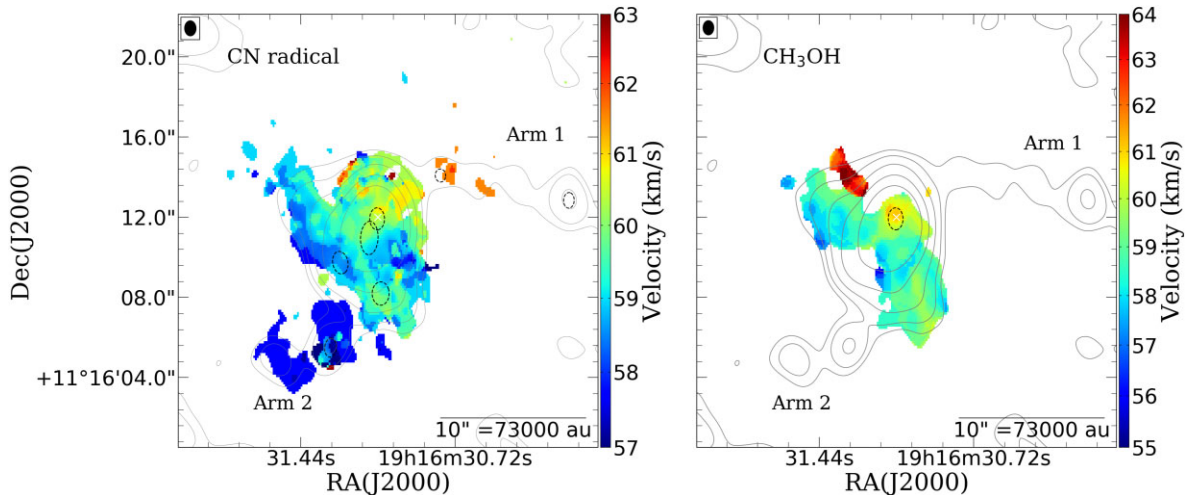 CN radical
Arm 1
Arm 2
10" =73000 au
22.0"
20.0"
16.0"
12.0"
08.0"
+11°16'04.0"
Dec(J2000)
31.44s
19h16m30.72s
RA(J2000)
63
62
61
60
59
58
57
Velocity (km/s)
CH₃OH
Arm 1
Arm 2
10" =73000 au
31.44s
19h16m30.72s
RA(J2000)
64
63
62
61
60
59
58
57
56
55
Velocity (km/s)